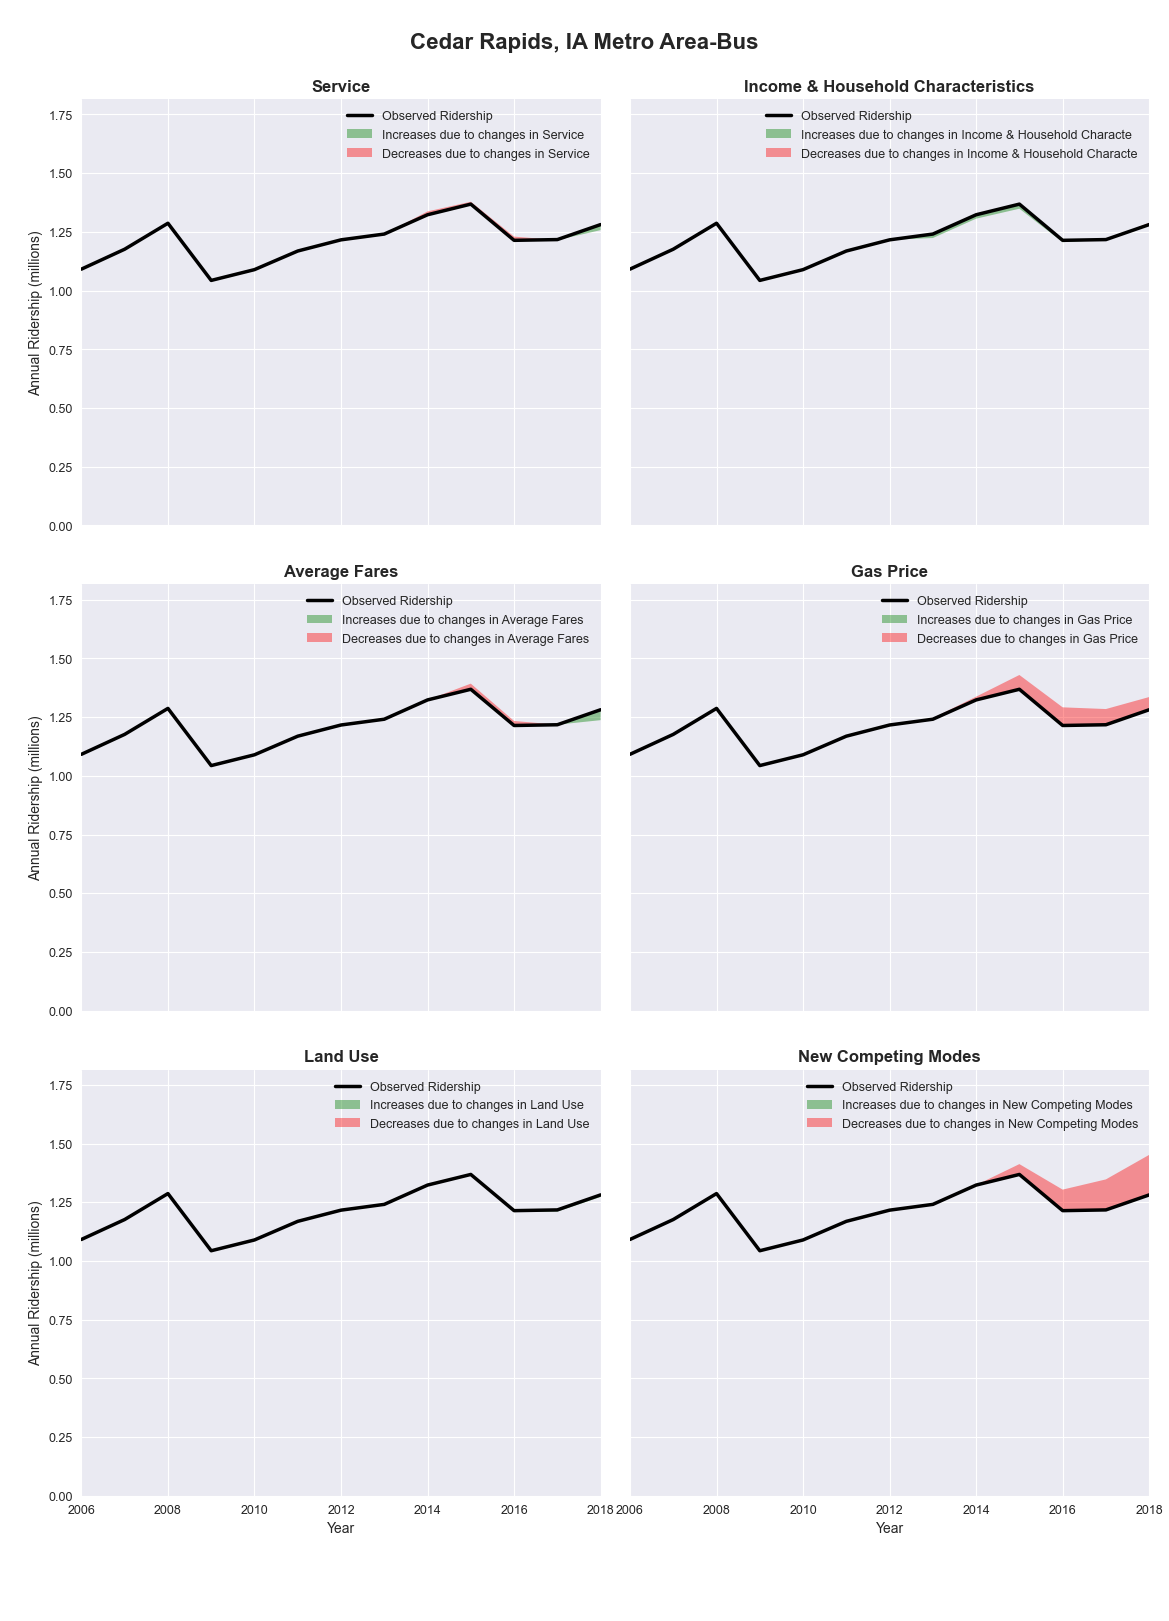 Cedar Rapids, IA Metro Area-Bus
Service
Observed Ridership
Increases due to changes in Service
Decreases due to changes in Service
Annual Ridership (millions)
1.75
1.50
1.25
1.00
0.75
0.50
0.25
0.00
Income & Household Characteristics
Observed Ridership
Increases due to changes in Income & Household Characte
Decreases due to changes in Income & Household Characte
Average Fares
Observed Ridership
Increases due to changes in Average Fares
Decreases due to changes in Average Fares
Annual Ridership (millions)
1.75
1.50
1.25
1.00
0.75
0.50
0.25
0.00
Gas Price
Observed Ridership
Increases due to changes in Gas Price
Decreases due to changes in Gas Price
Land Use
Observed Ridership
Increases due to changes in Land Use
Decreases due to changes in Land Use
Annual Ridership (millions)
1.75
1.50
1.25
1.00
0.75
0.50
0.25
0.00
2006 2008 2010 2012 2014 2016 2018
Year
New Competing Modes
Observed Ridership
Increases due to changes in New Competing Modes
Decreases due to changes in New Competing Modes
2006 2008 2010 2012 2014 2016 2018
Year